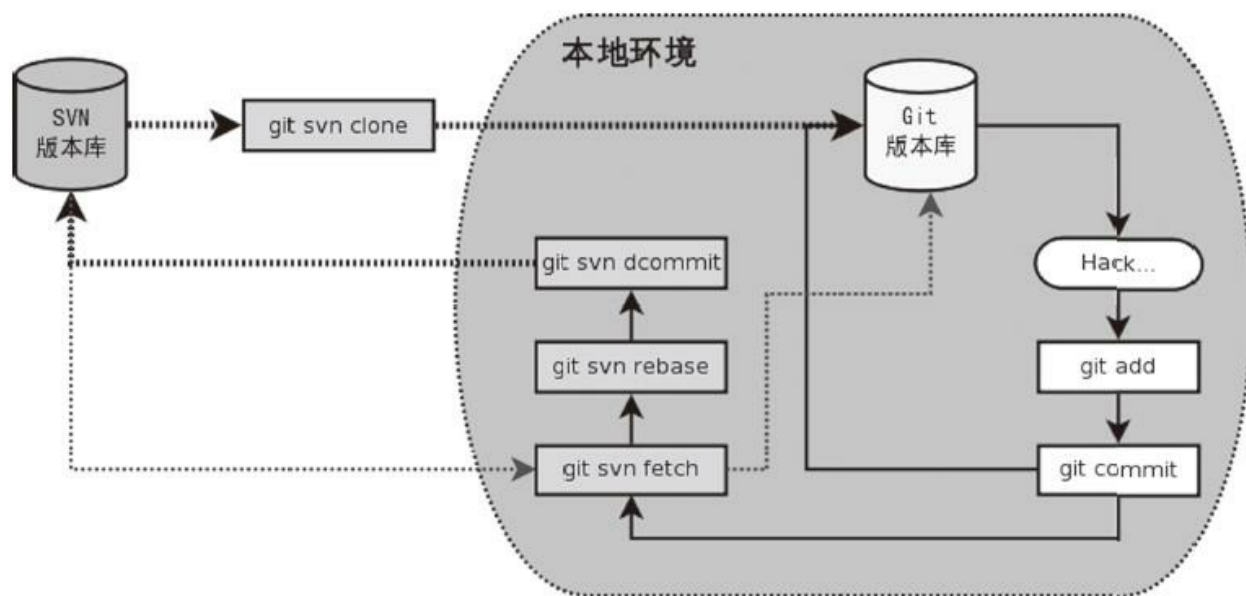 本地环境
SVN
版本库
git svn clone
Git
版本库
git svn dcommit
Hack...
git svn rebase
git add
git svn fetch
git commit